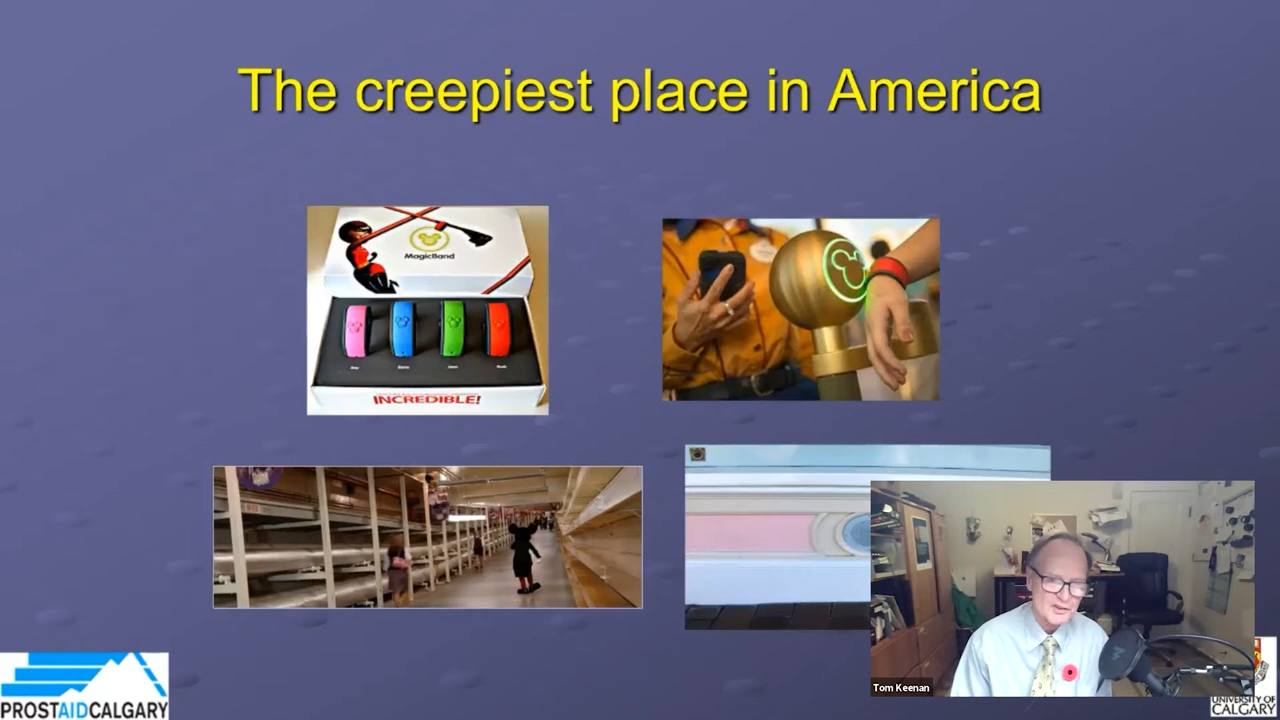 The creepiest place in America
MagicBand
INCREDIBLE!
Tom Keenan
PROSTAIDCALGARY
UNIVERSITY OF
CALGARY